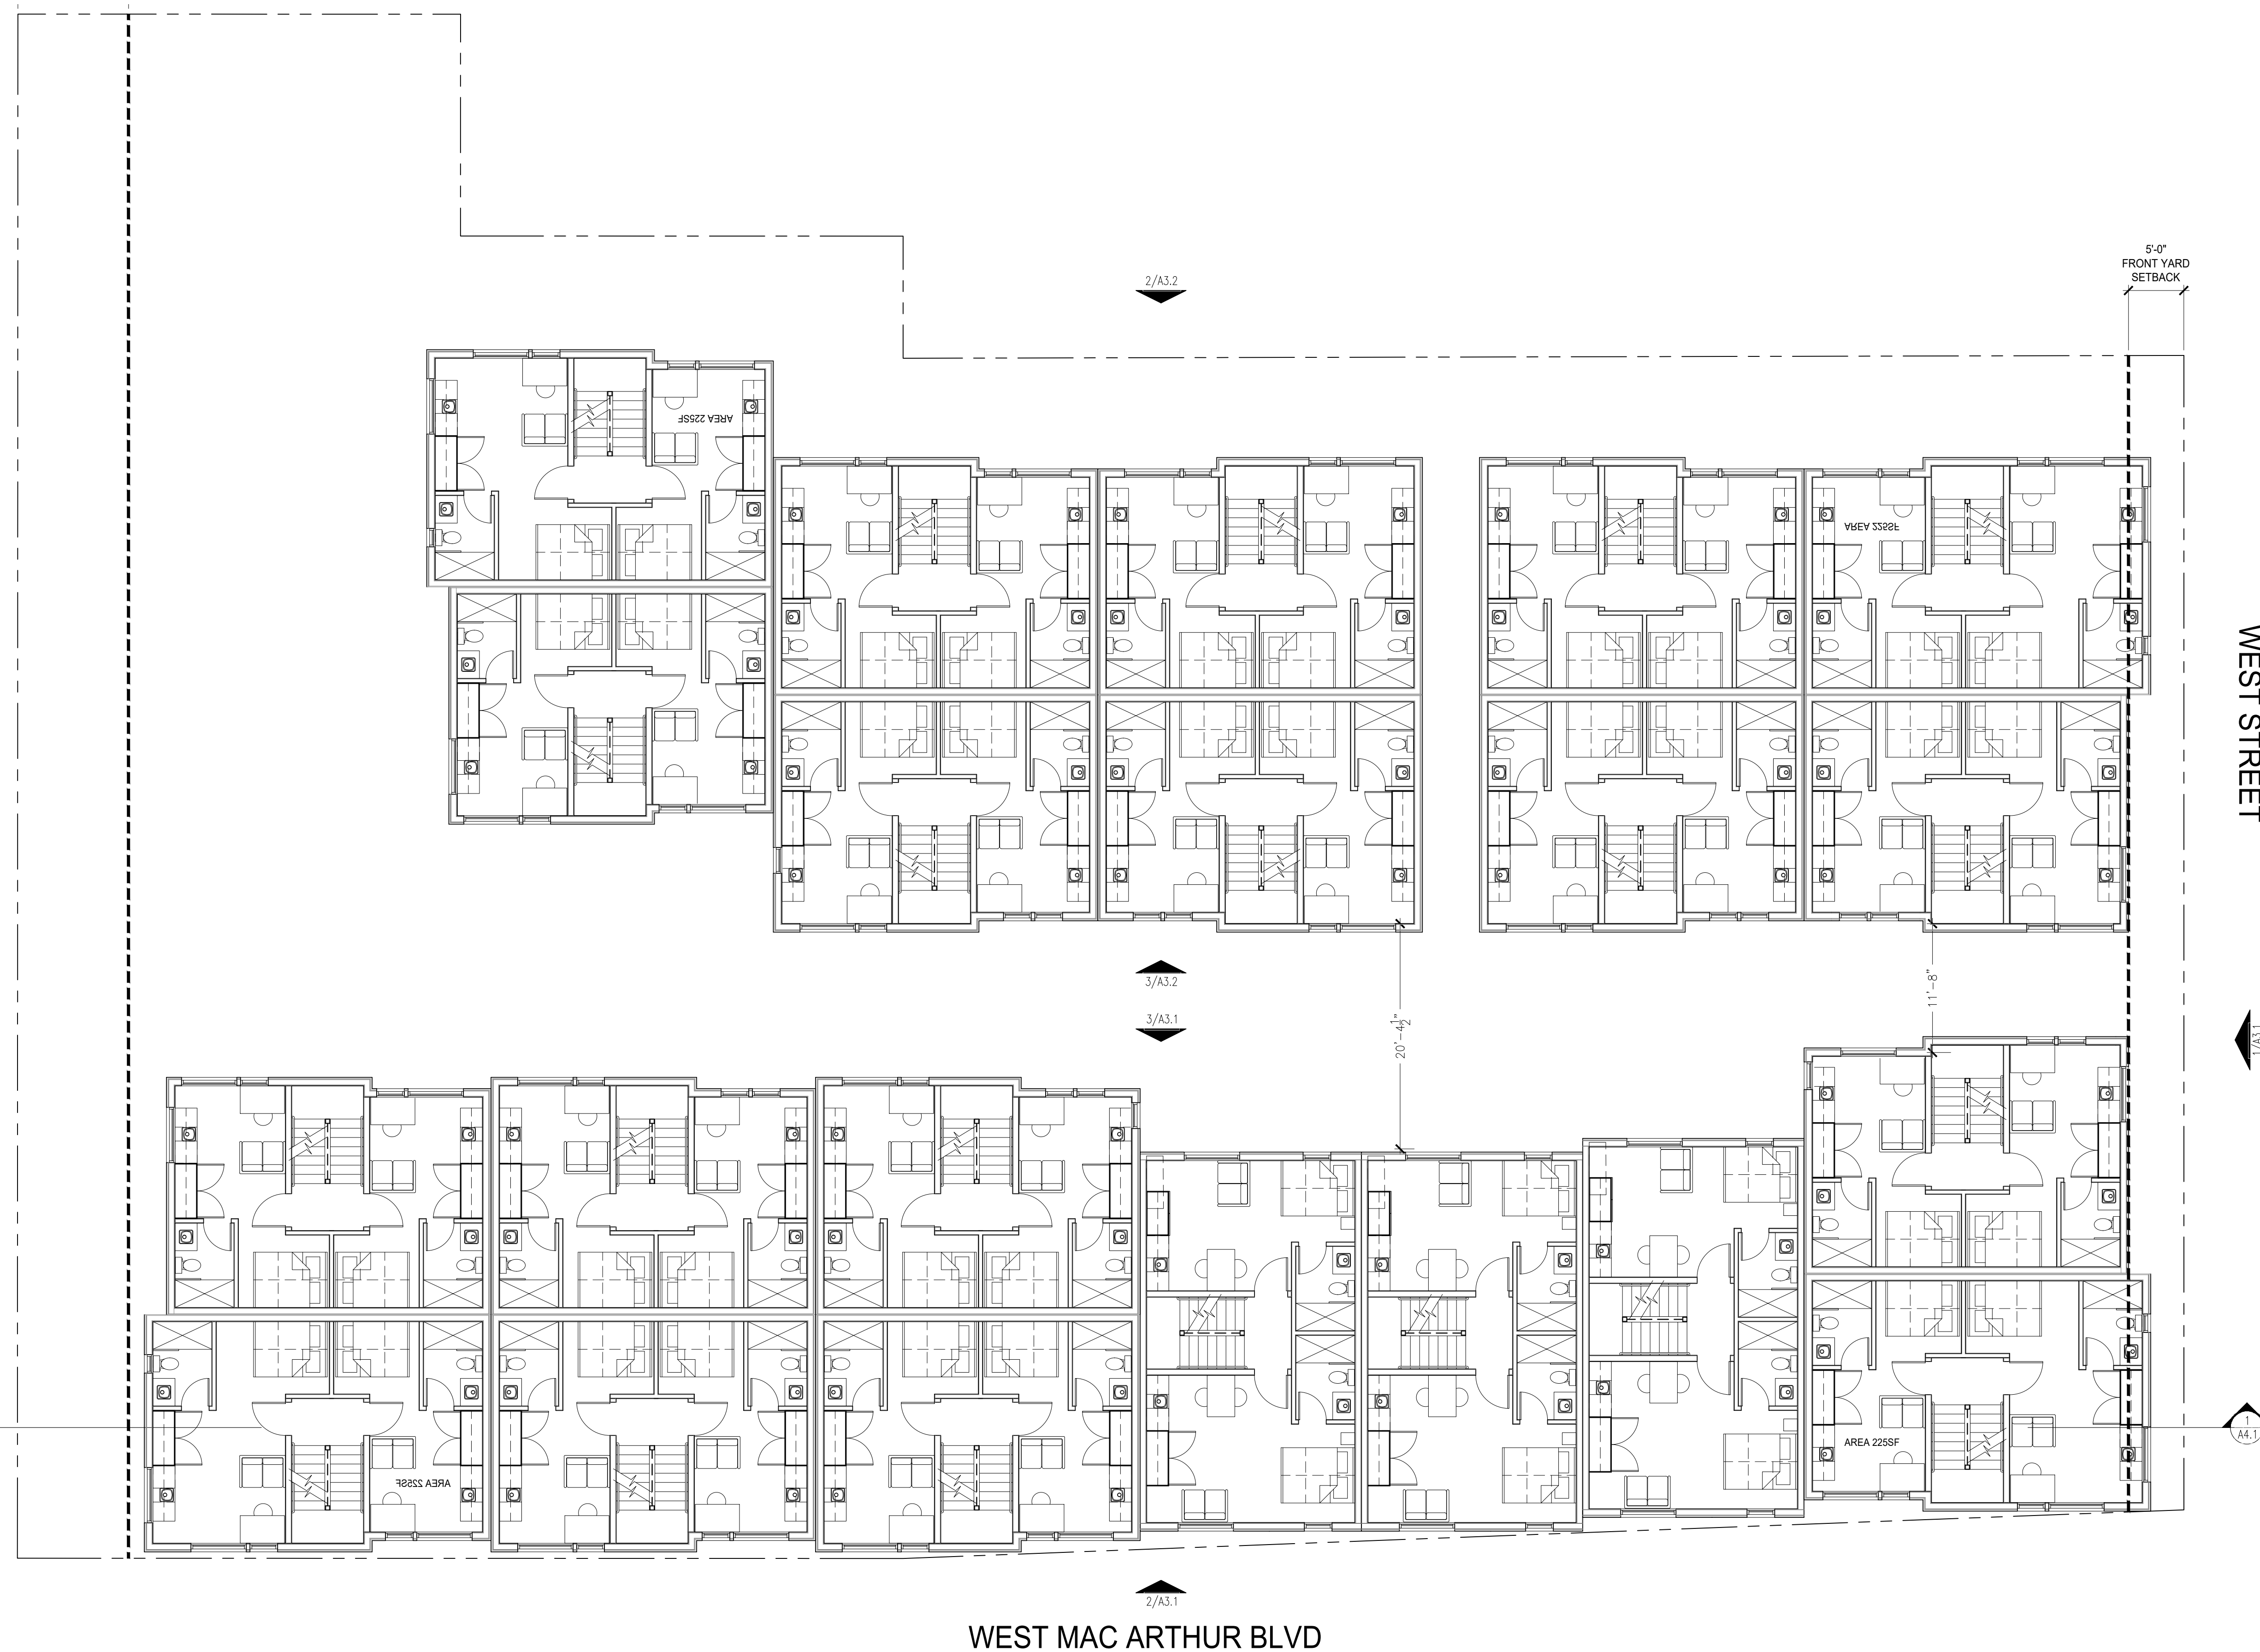 5'-0"
FRONT YARD
SETBACK
2/A3.2
AREA 225SF
AREA 225SF
WEST STREET
3/A3.2
3/A3.1
20'-4 1/2"
11'-8"
1/A3.1
AREA 225SF
AREA 225SF
1
A4.1
2/A3.1
WEST MAC ARTHUR BLVD